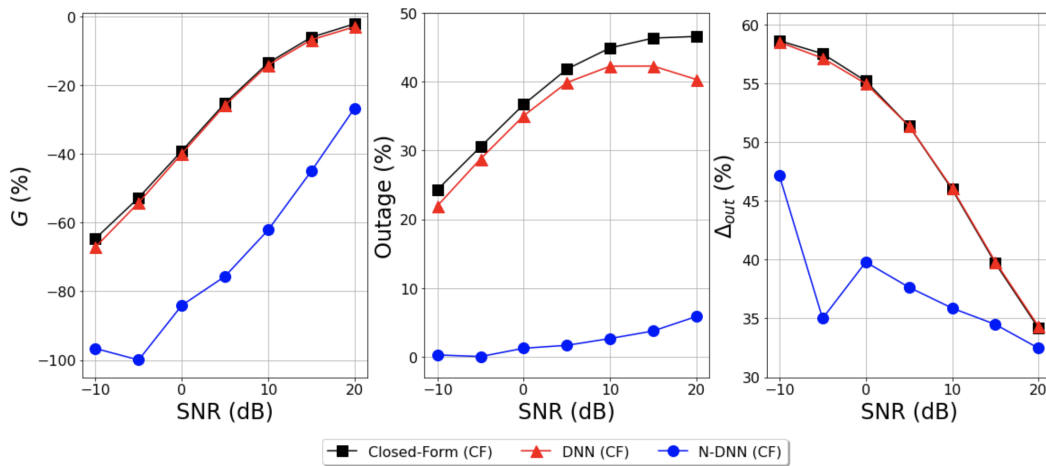 0
−20
−40
−60
−80
−100
G (%)
−10 0 10 20
SNR (dB)
50
40
30
20
10
0
Outage (%)
−10 0 10 20
SNR (dB)
60
55
50
45
40
35
30
Δout (%)
−10 0 10 20
SNR (dB)
Closed-Form (CF) DNN (CF) N-DNN (CF)